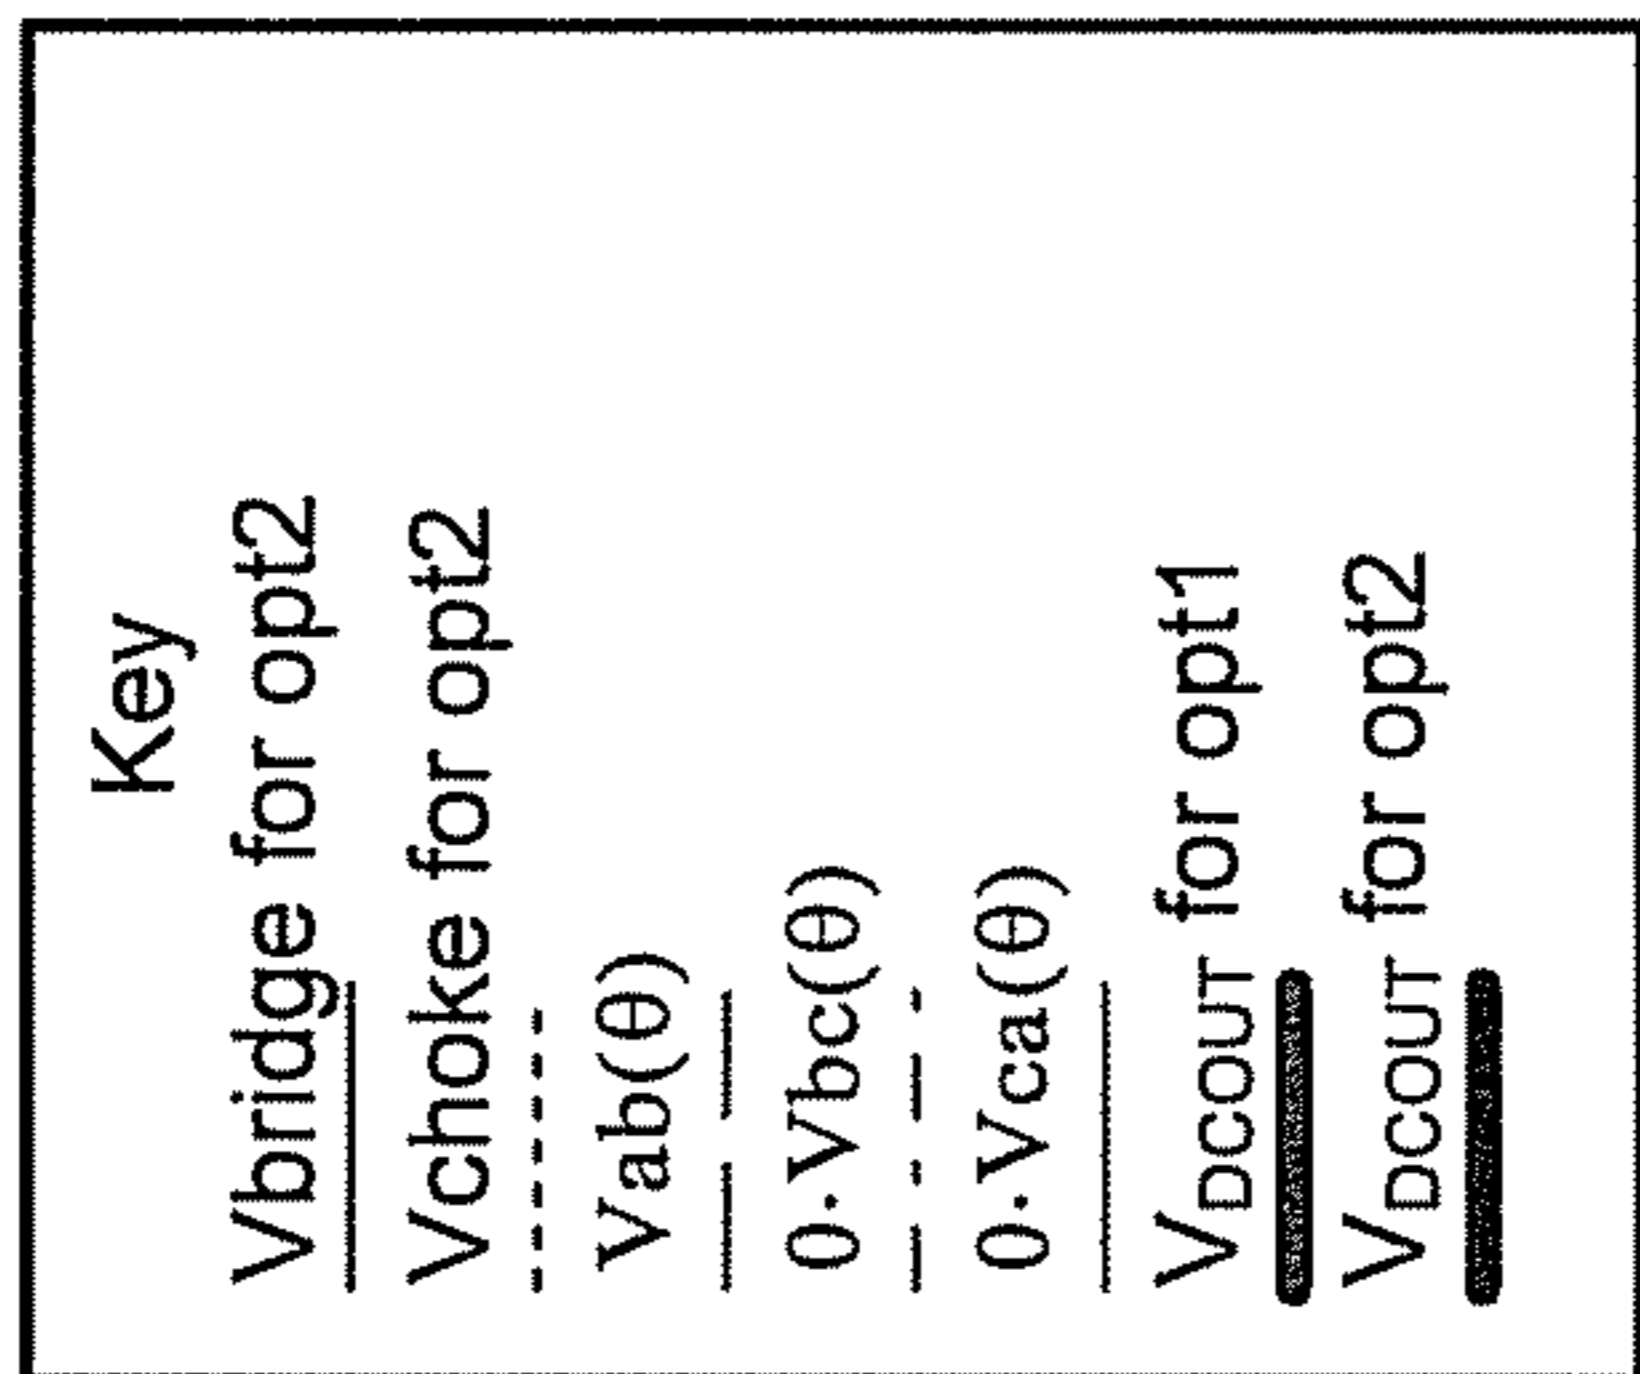 Key
Vbridge for opt2
Vchoke for opt2
Vab(θ)
0·Vbc(θ)
0·Vca(θ)
VDCOUT for opt1
VDCOUT for opt2